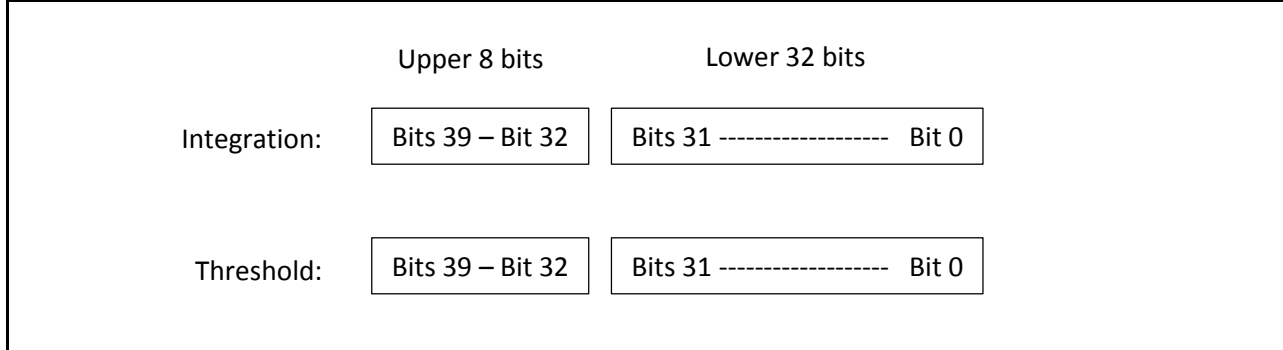 Upper 8 bits Lower 32 bits
Integration: Bits 39 – Bit 32 Bits 31 ------------------- Bit 0
Threshold: Bits 39 – Bit 32 Bits 31 ------------------- Bit 0